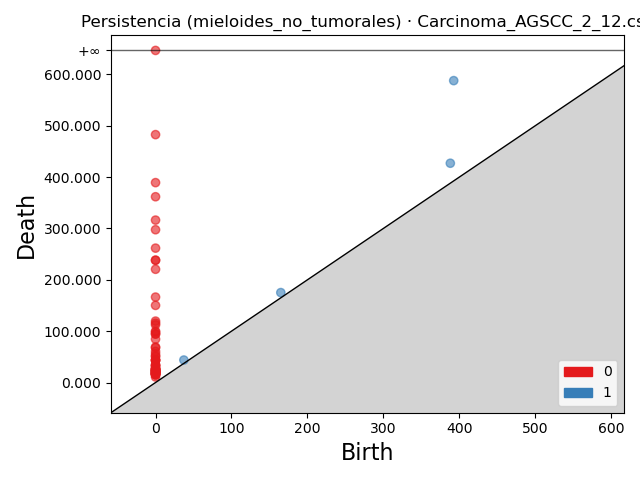 Persistencia (mieloides_no_tumorales) · Carcinoma_AGSCC_2_12.cs
+∞
600.000
500.000
400.000
300.000
200.000
100.000
0.000
Death
0
1
0 100 200 300 400 500 600
Birth